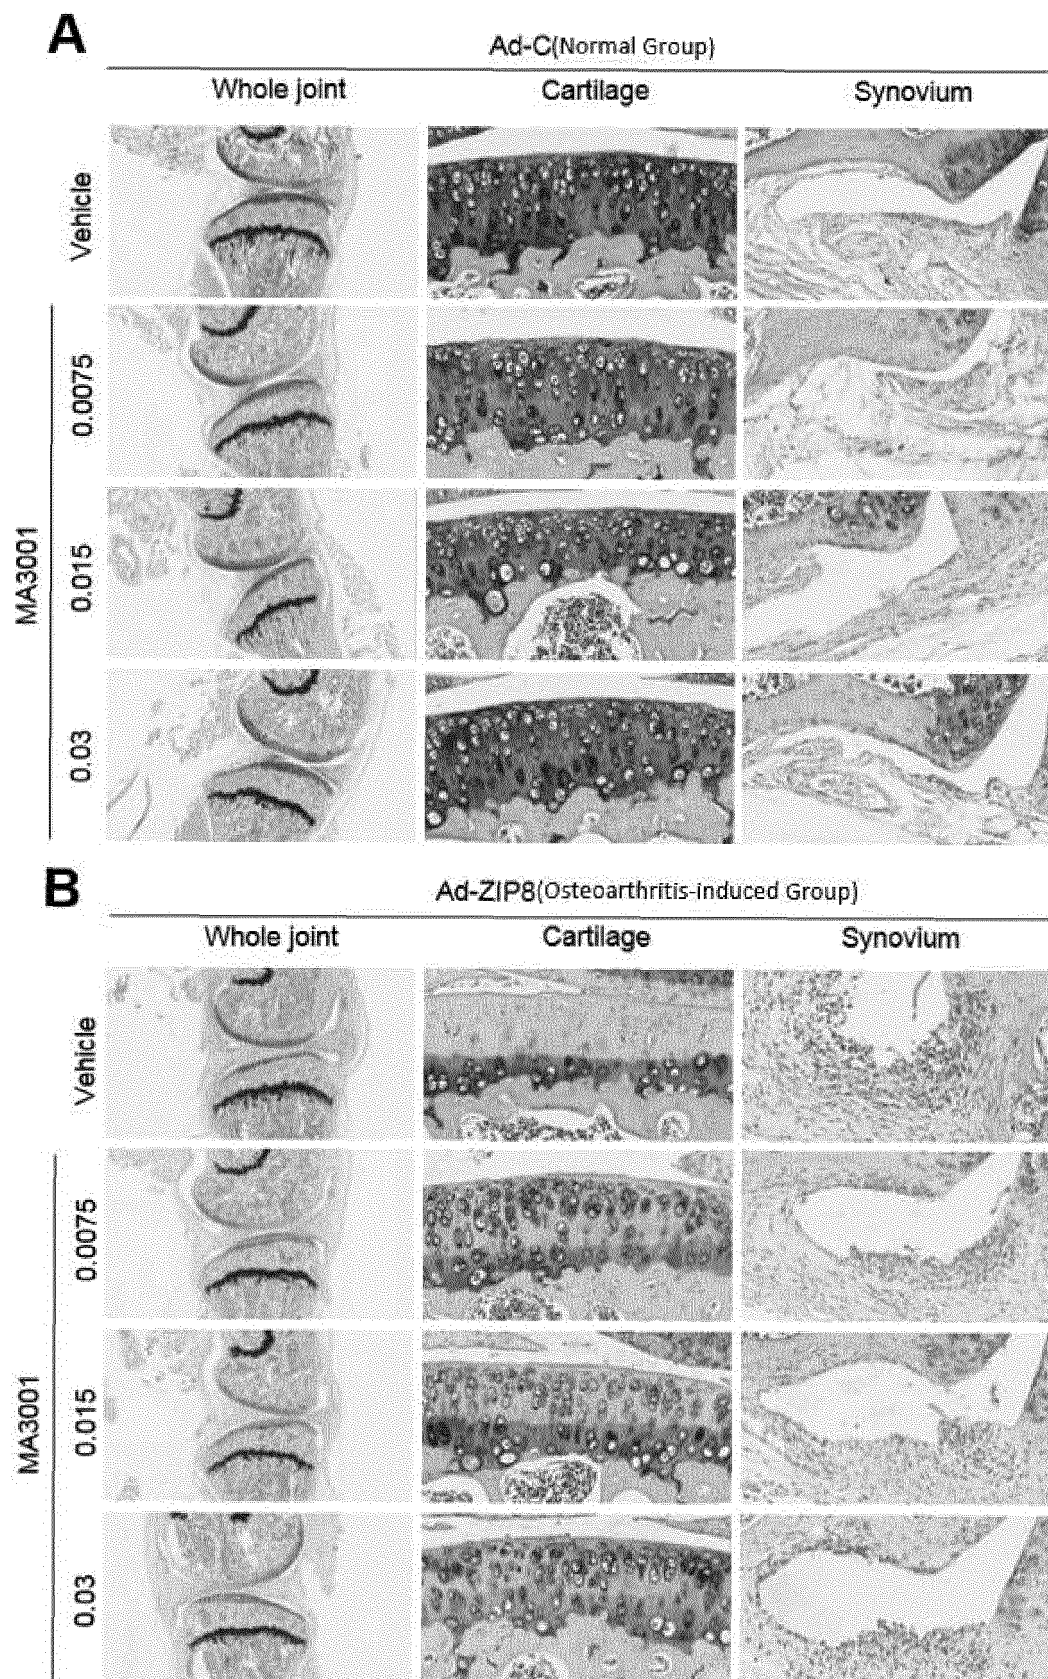 A
Ad-C(Normal Group)
Whole joint Cartilage Synovium
Vehicle
MA3001
0.0075
0.015
0.03
B
Ad-ZIP8(Osteoarthritis-induced Group)
Whole joint Cartilage Synovium
Vehicle
MA3001
0.0075
0.015
0.03